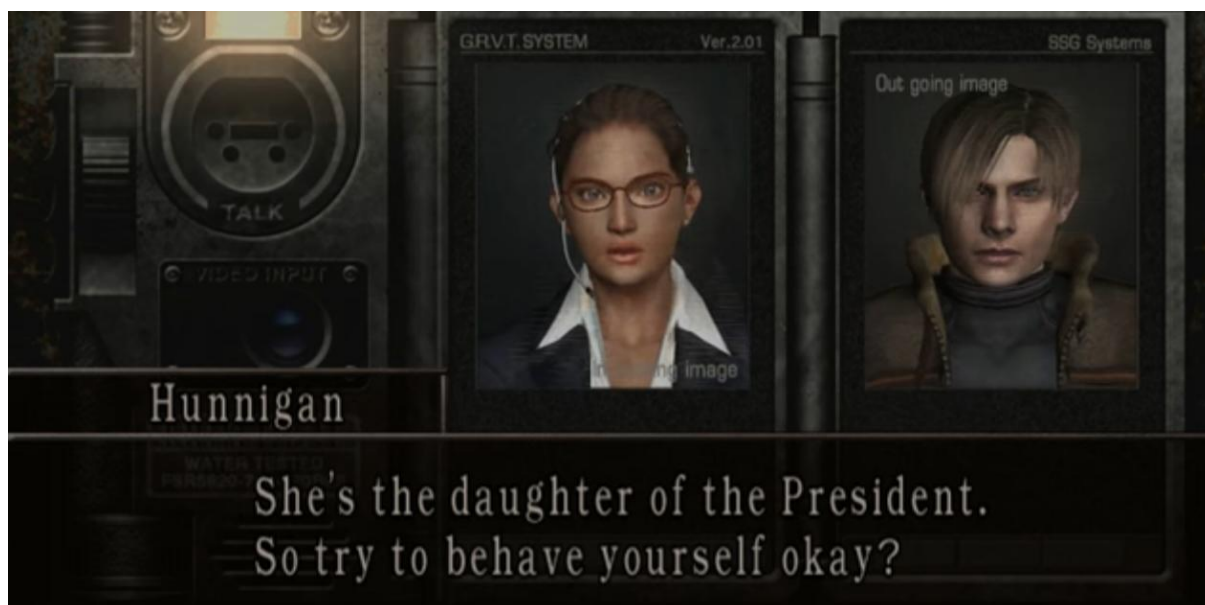 G.R.V.T. SYSTEM Ver.2.01
SSG Systems
Out going image
TALK
VIDEO INPUT
image
Hunnigan
WATER TESTED
She's the daughter of the President.
So try to behave yourself okay?